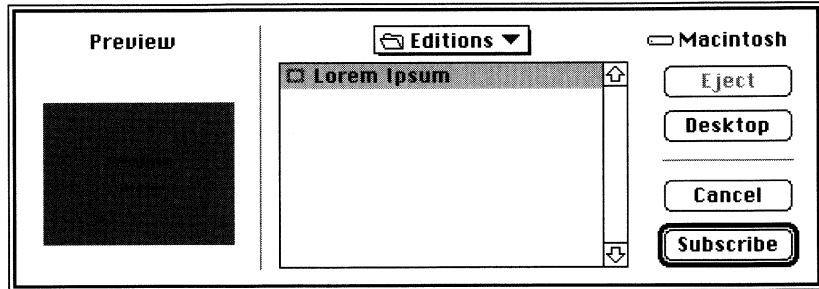 Preview
Editions
Lorem Ipsum
Macintosh
Eject
Desktop
Cancel
Subscribe